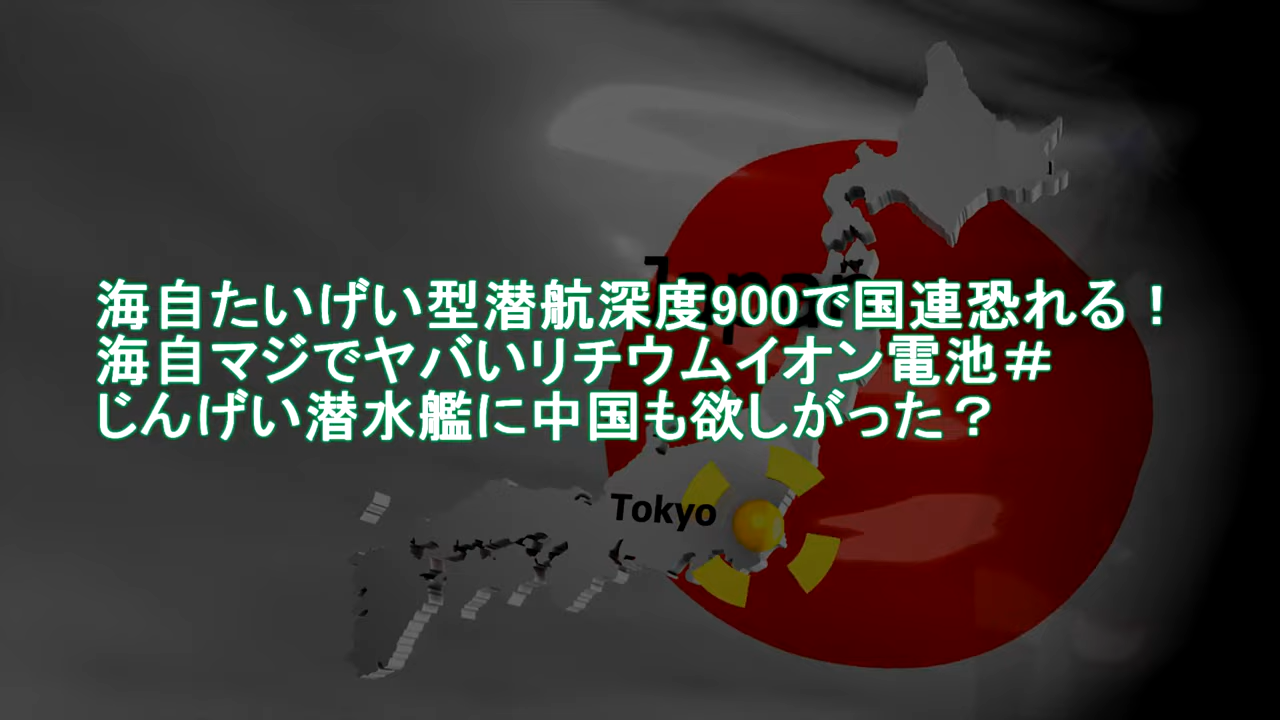 海自たいげい型潜航深度900で国連恐れる！
海自マジでヤバいリチウムイオン電池＃
じんげい潜水艦に中国も欲しがった？
Japan
Tokyo